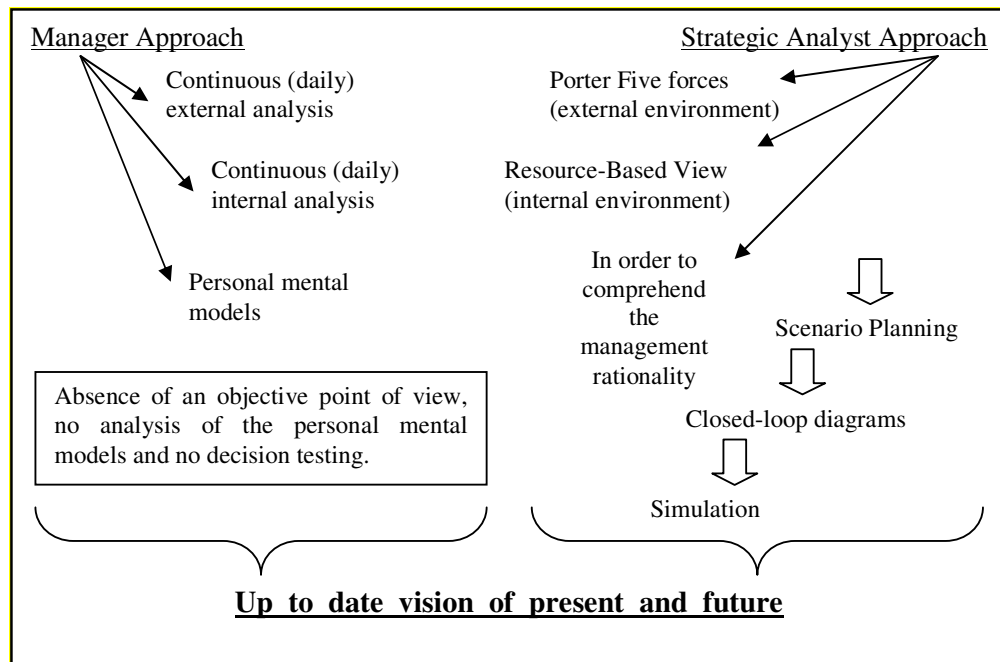 Manager Approach
Continuous (daily)
external analysis
Continuous (daily)
internal analysis
Personal mental
models
Absence of an objective point of view,
no analysis of the personal mental
models and no decision testing.
Strategic Analyst Approach
Porter Five forces
(external environment)
Resource-Based View
(internal environment)
In order to
comprehend
the
management
rationality
Scenario Planning
Closed-loop diagrams
Simulation
Up to date vision of present and future